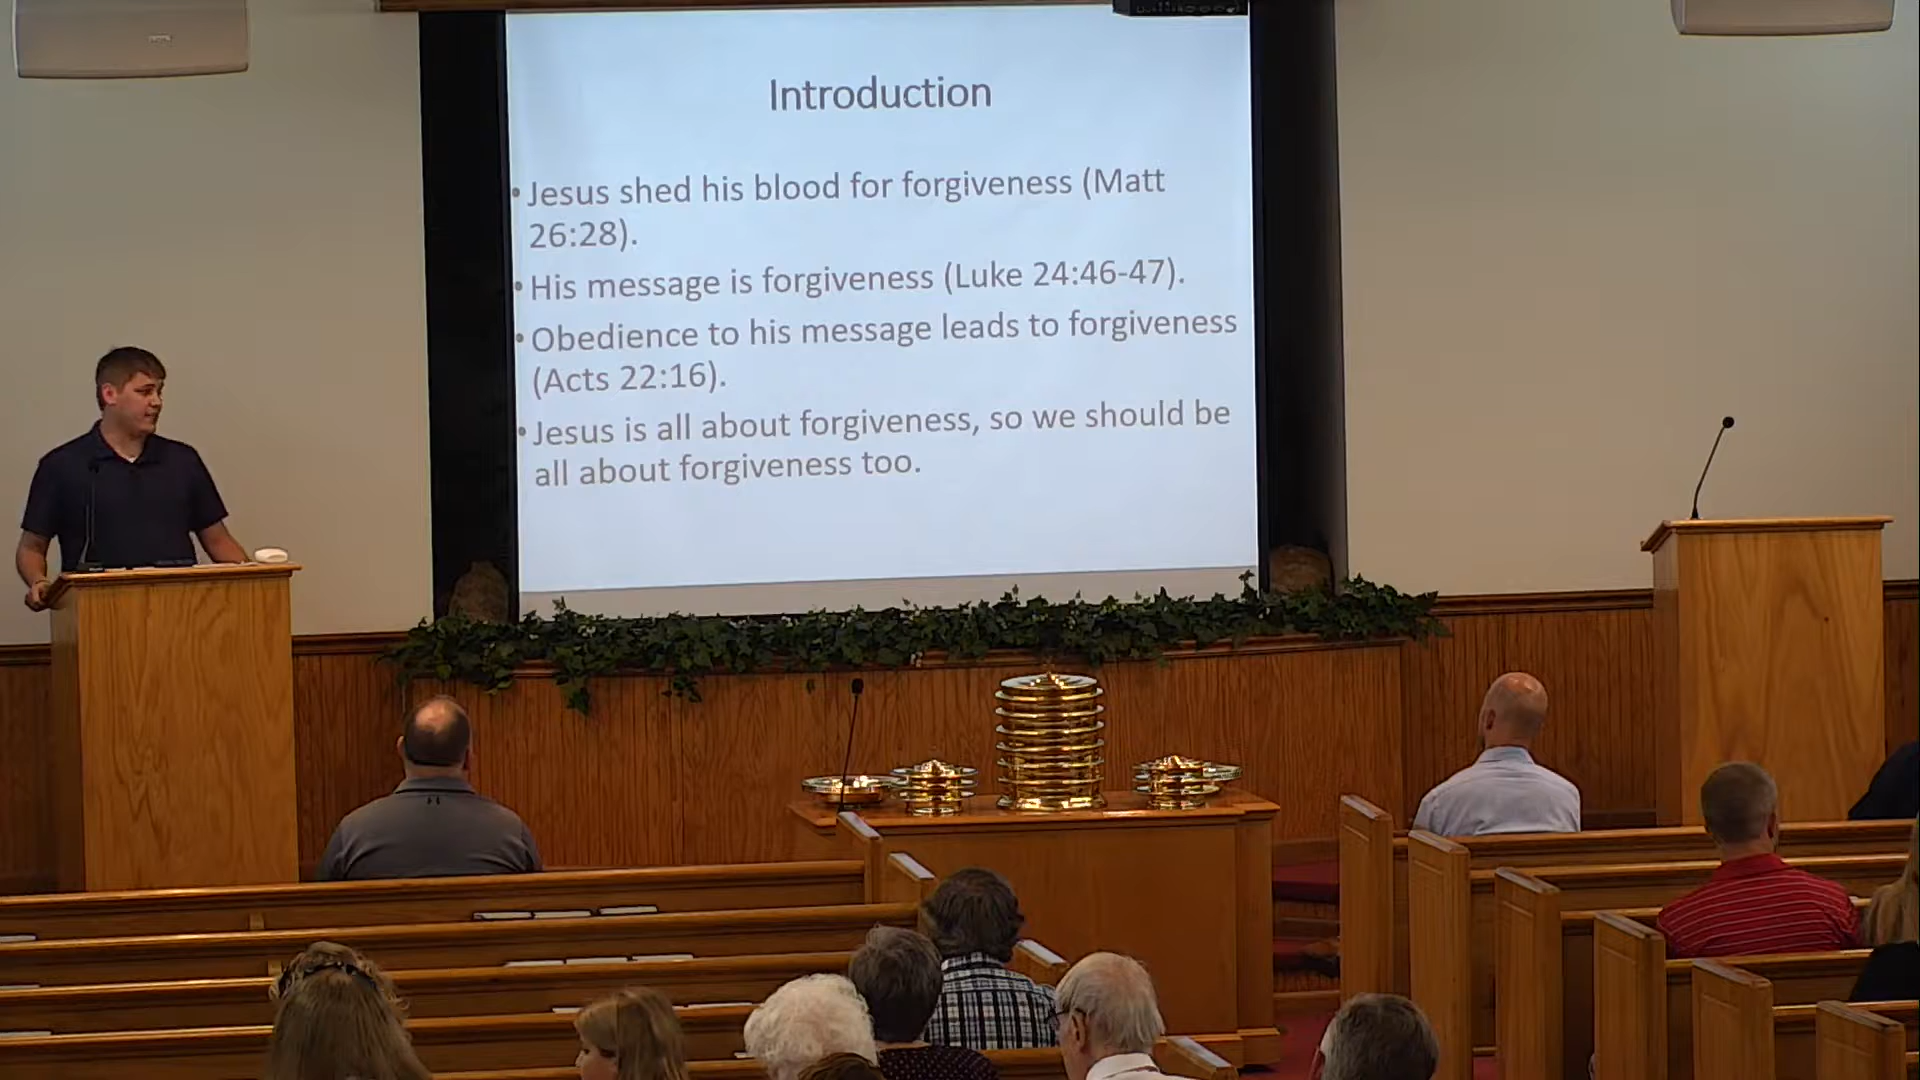 Introduction
• Jesus shed his blood for forgiveness (Matt
26:28).
• His message is forgiveness (Luke 24:46-47).
• Obedience to his message leads to forgiveness
(Acts 22:16).
• Jesus is all about forgiveness, so we should be
all about forgiveness too.